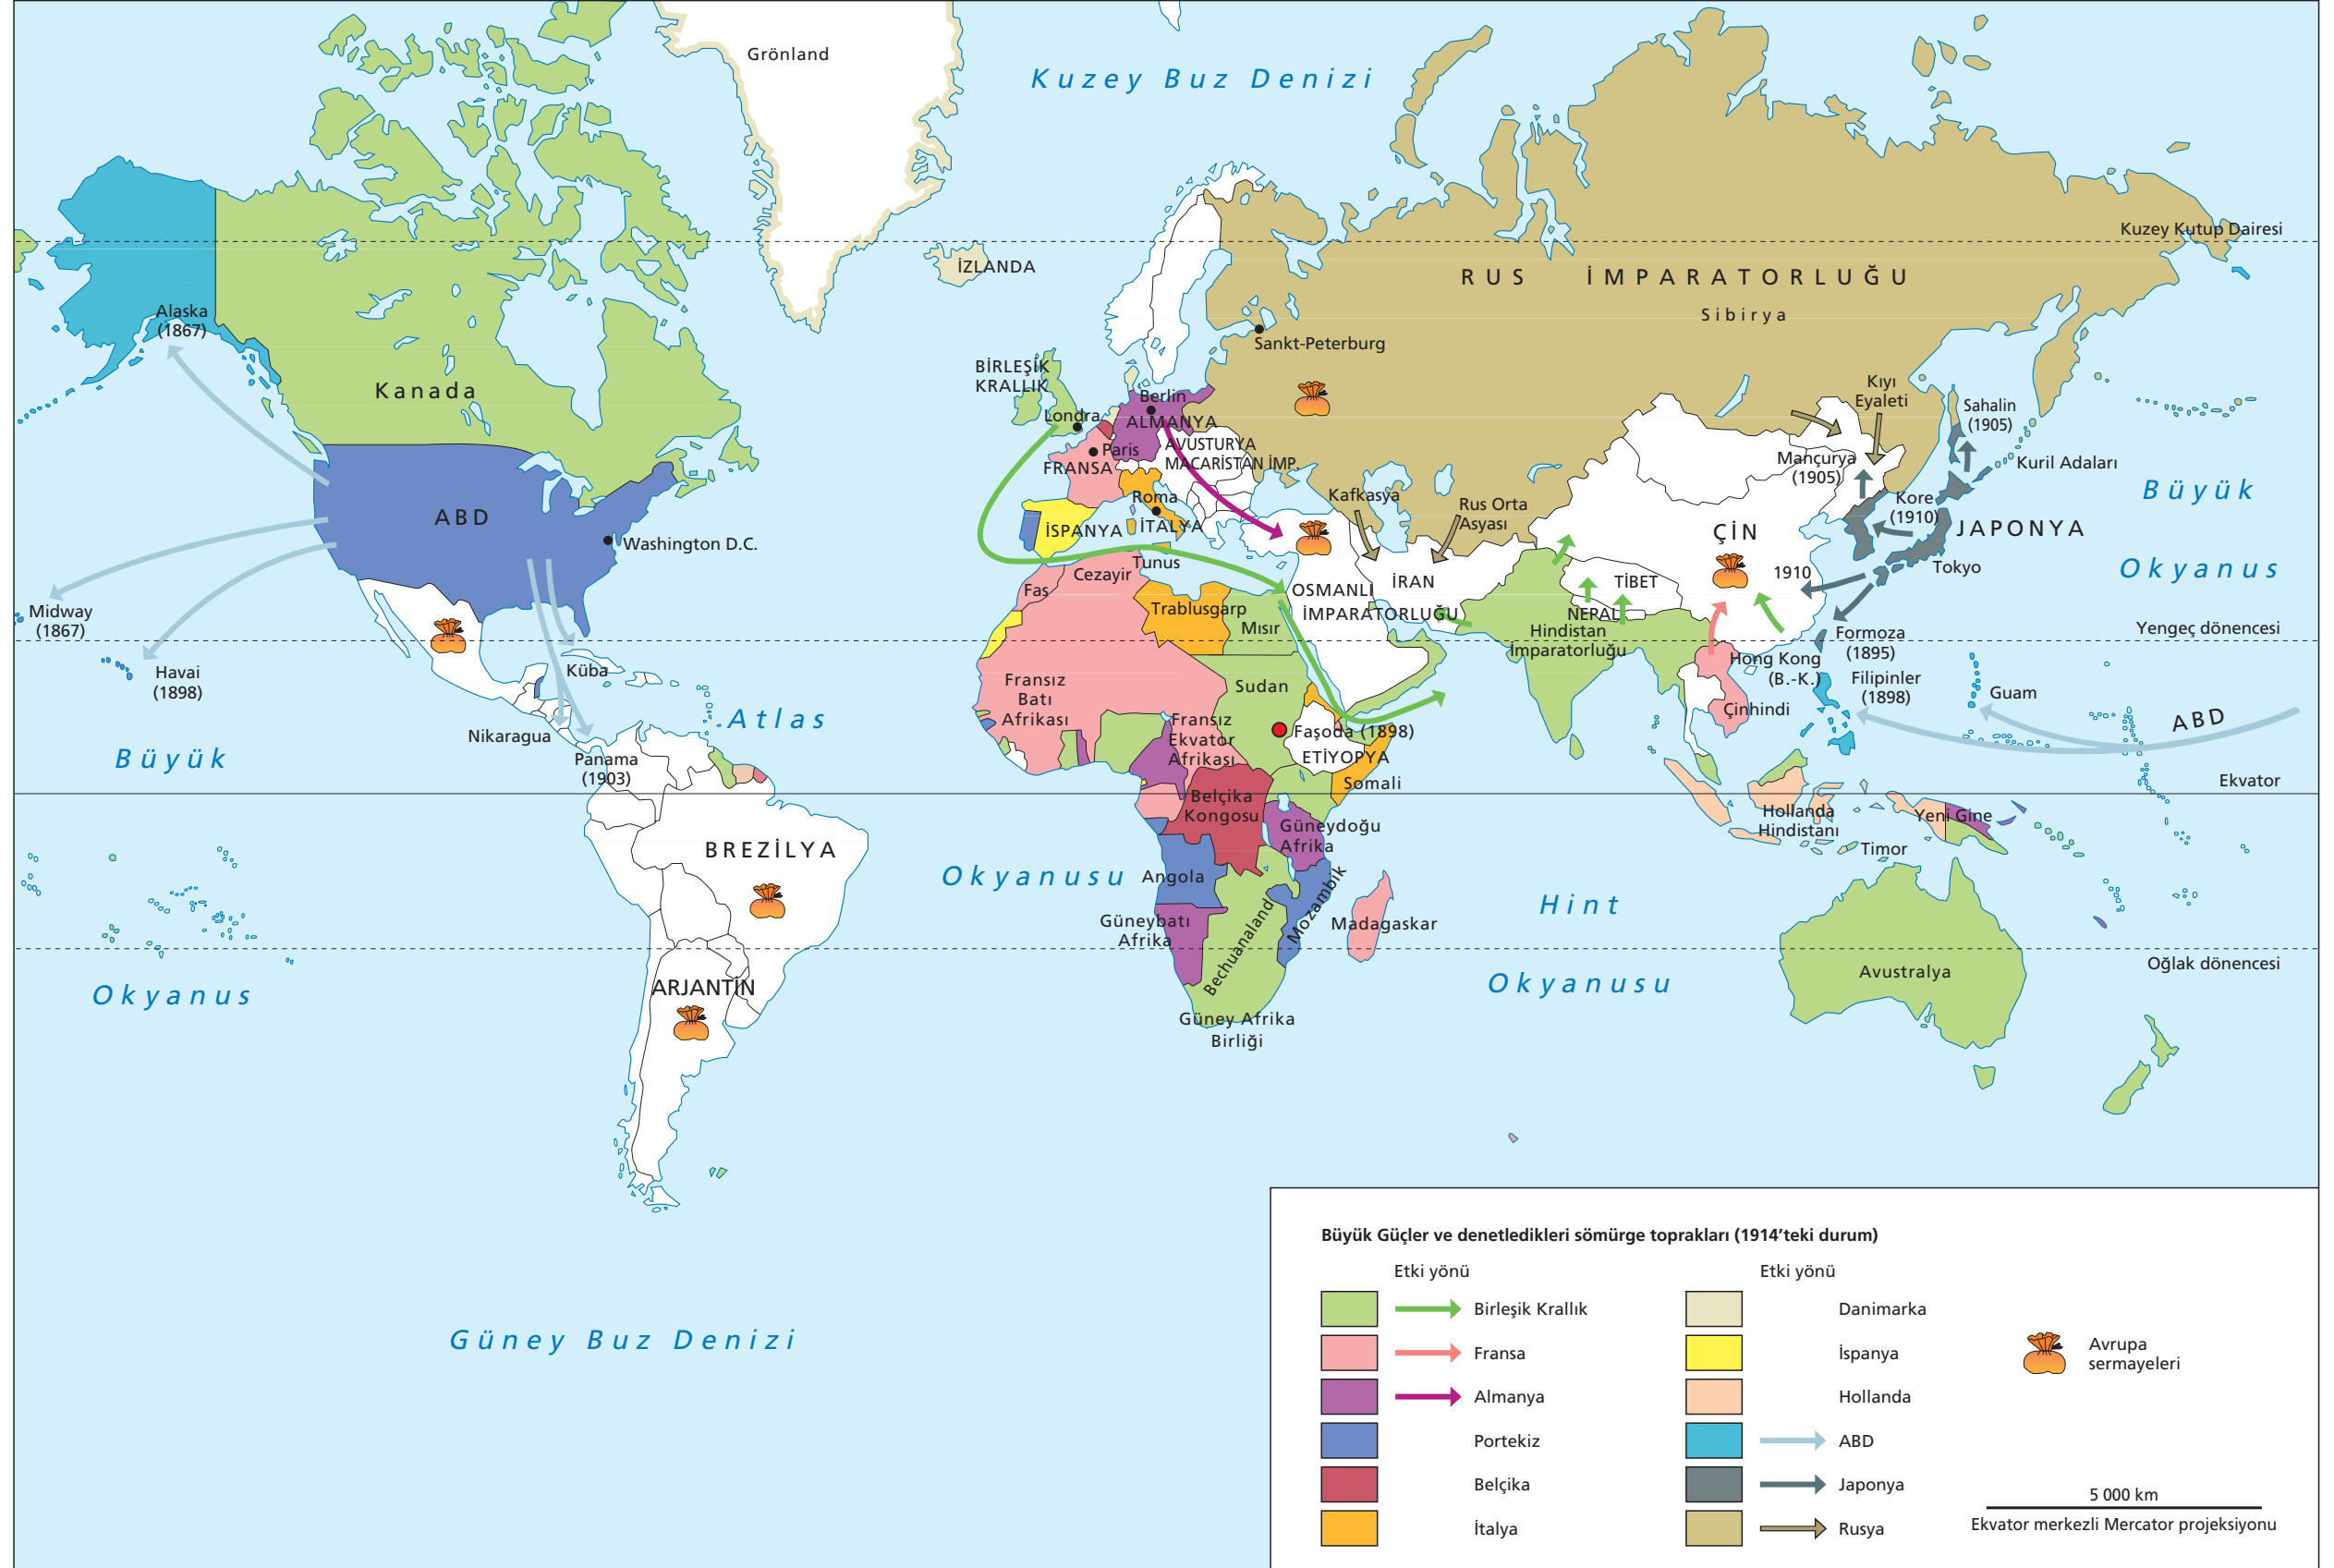 Grönland
Kuzey Buz Denizi
Kuzey Kutup Dairesi
İZLANDA
RUS İMPARATORLUĞU
Sibirya
Alaska
(1867)
Sankt-Peterburg
BİRLEŞİK
KRALLIK
Kanada
Berlin
Londra
ALMANYA
Kıyı
Eyaleti
Sahalin
(1905)
Paris
FRANSA
AVUSTURYA
MACARİSTAN İMP.
Mançurya
(1905)
Kuril Adaları
Büyük
Okyanus
Roma
Kafkasya
Rus Orta
Asyası
Kore
(1910)
ABD
İSPANYA
İTALYA
ÇİN
JAPONYA
Washington D.C.
Tunus
Cezayir
Fas
OSMANLI
İMPARATORLUĞU
İRAN
TİBET
1910
Tokyo
Midway
(1867)
Trablusgarp
Mısır
NEPAL
Hindistan
İmparatorluğu
Yengeç dönencesi
Formoza
(1895)
Havai
(1898)
Küba
Hong Kong
(B.-K.)
Filipinler
(1898)
Guam
Fransız
Batı
Afrikası
Sudan
Çinhindi
ABD
Atlas
Okyanusu
Nikaragua
Fransız
Ekvator
Afrikası
Faşoda (1898)
ETİYOPYA
Büyük
Okyanus
Panama
(1903)
Somali
Ekvator
Belçika
Kongosu
Hollanda
Hindistanı
Yeni Gine
Güneydoğu
Afrika
BREZİLYA
Timor
Angola
Mozambik
Hint
Okyanusu
Güneybatı
Afrika
Bechuanaland
Madagaskar
Oğlak dönencesi
Avustralya
ARJANTİN
Güney Afrika
Birliği
Güney Buz Denizi
Büyük Güçler ve denetledikleri sömürge toprakları (1914’teki durum)
Etki yönü
Birleşik Krallık
Fransa
Almanya
Portekiz
Belçika
İtalya
Etki yönü
Danimarka
İspanya
Hollanda
ABD
Japonya
Rusya
Avrupa
sermayeleri
5 000 km
Ekvator merkezli Mercator projeksiyonu